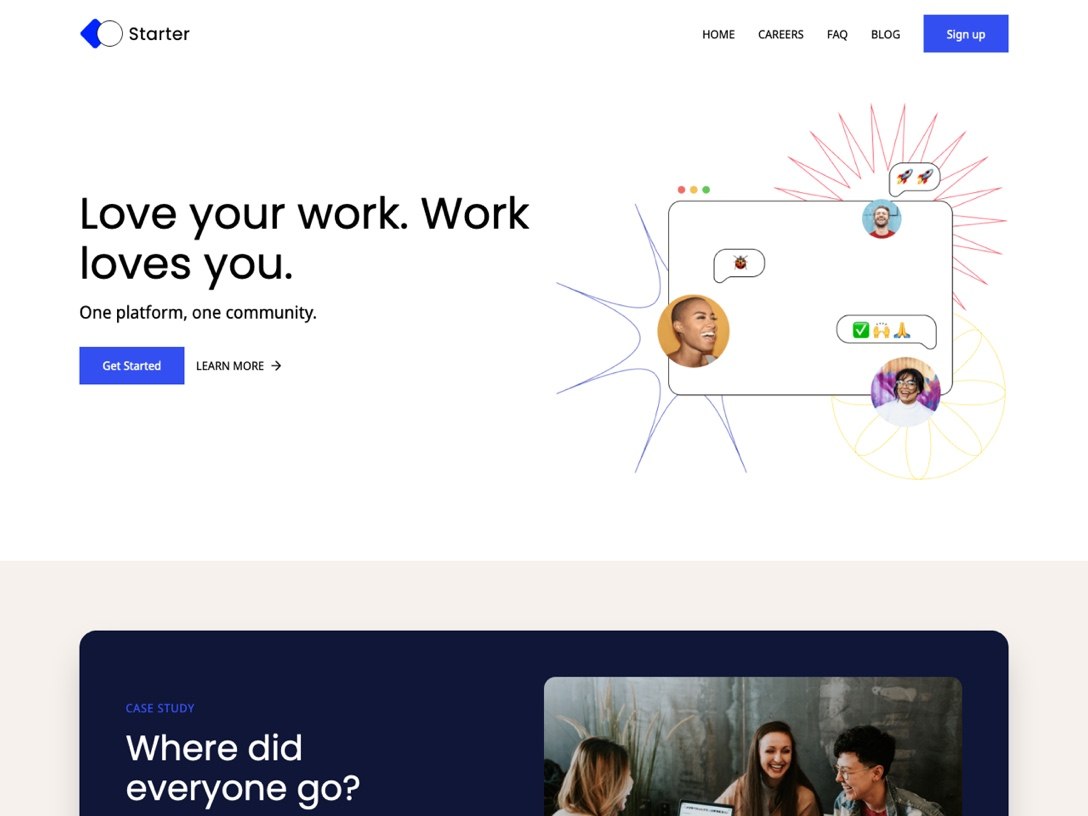 Starter
HOME CAREERS FAQ BLOG Sign up
Love your work. Work
loves you.
One platform, one community.
Get Started LEARN MORE →
CASE STUDY
Where did
everyone go?